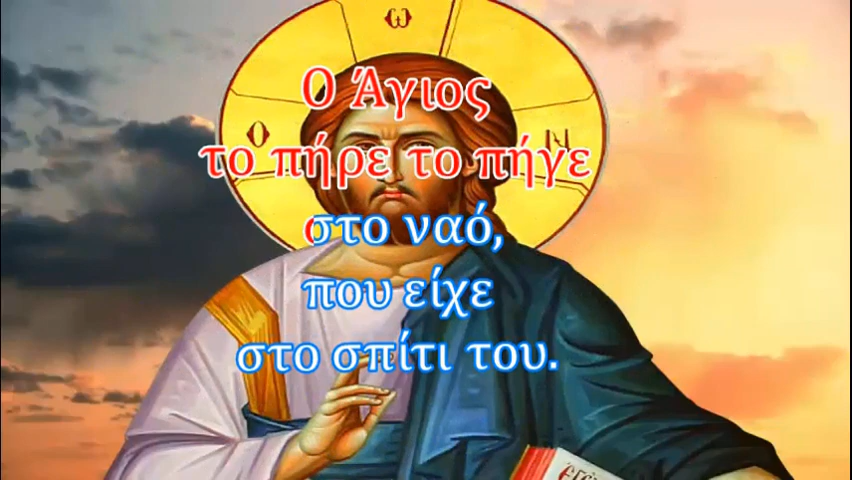 Ο Ω Ν
Ο Άγιος
το πήρε το πήγε
στο ναό,
που είχε
στο σπίτι του.